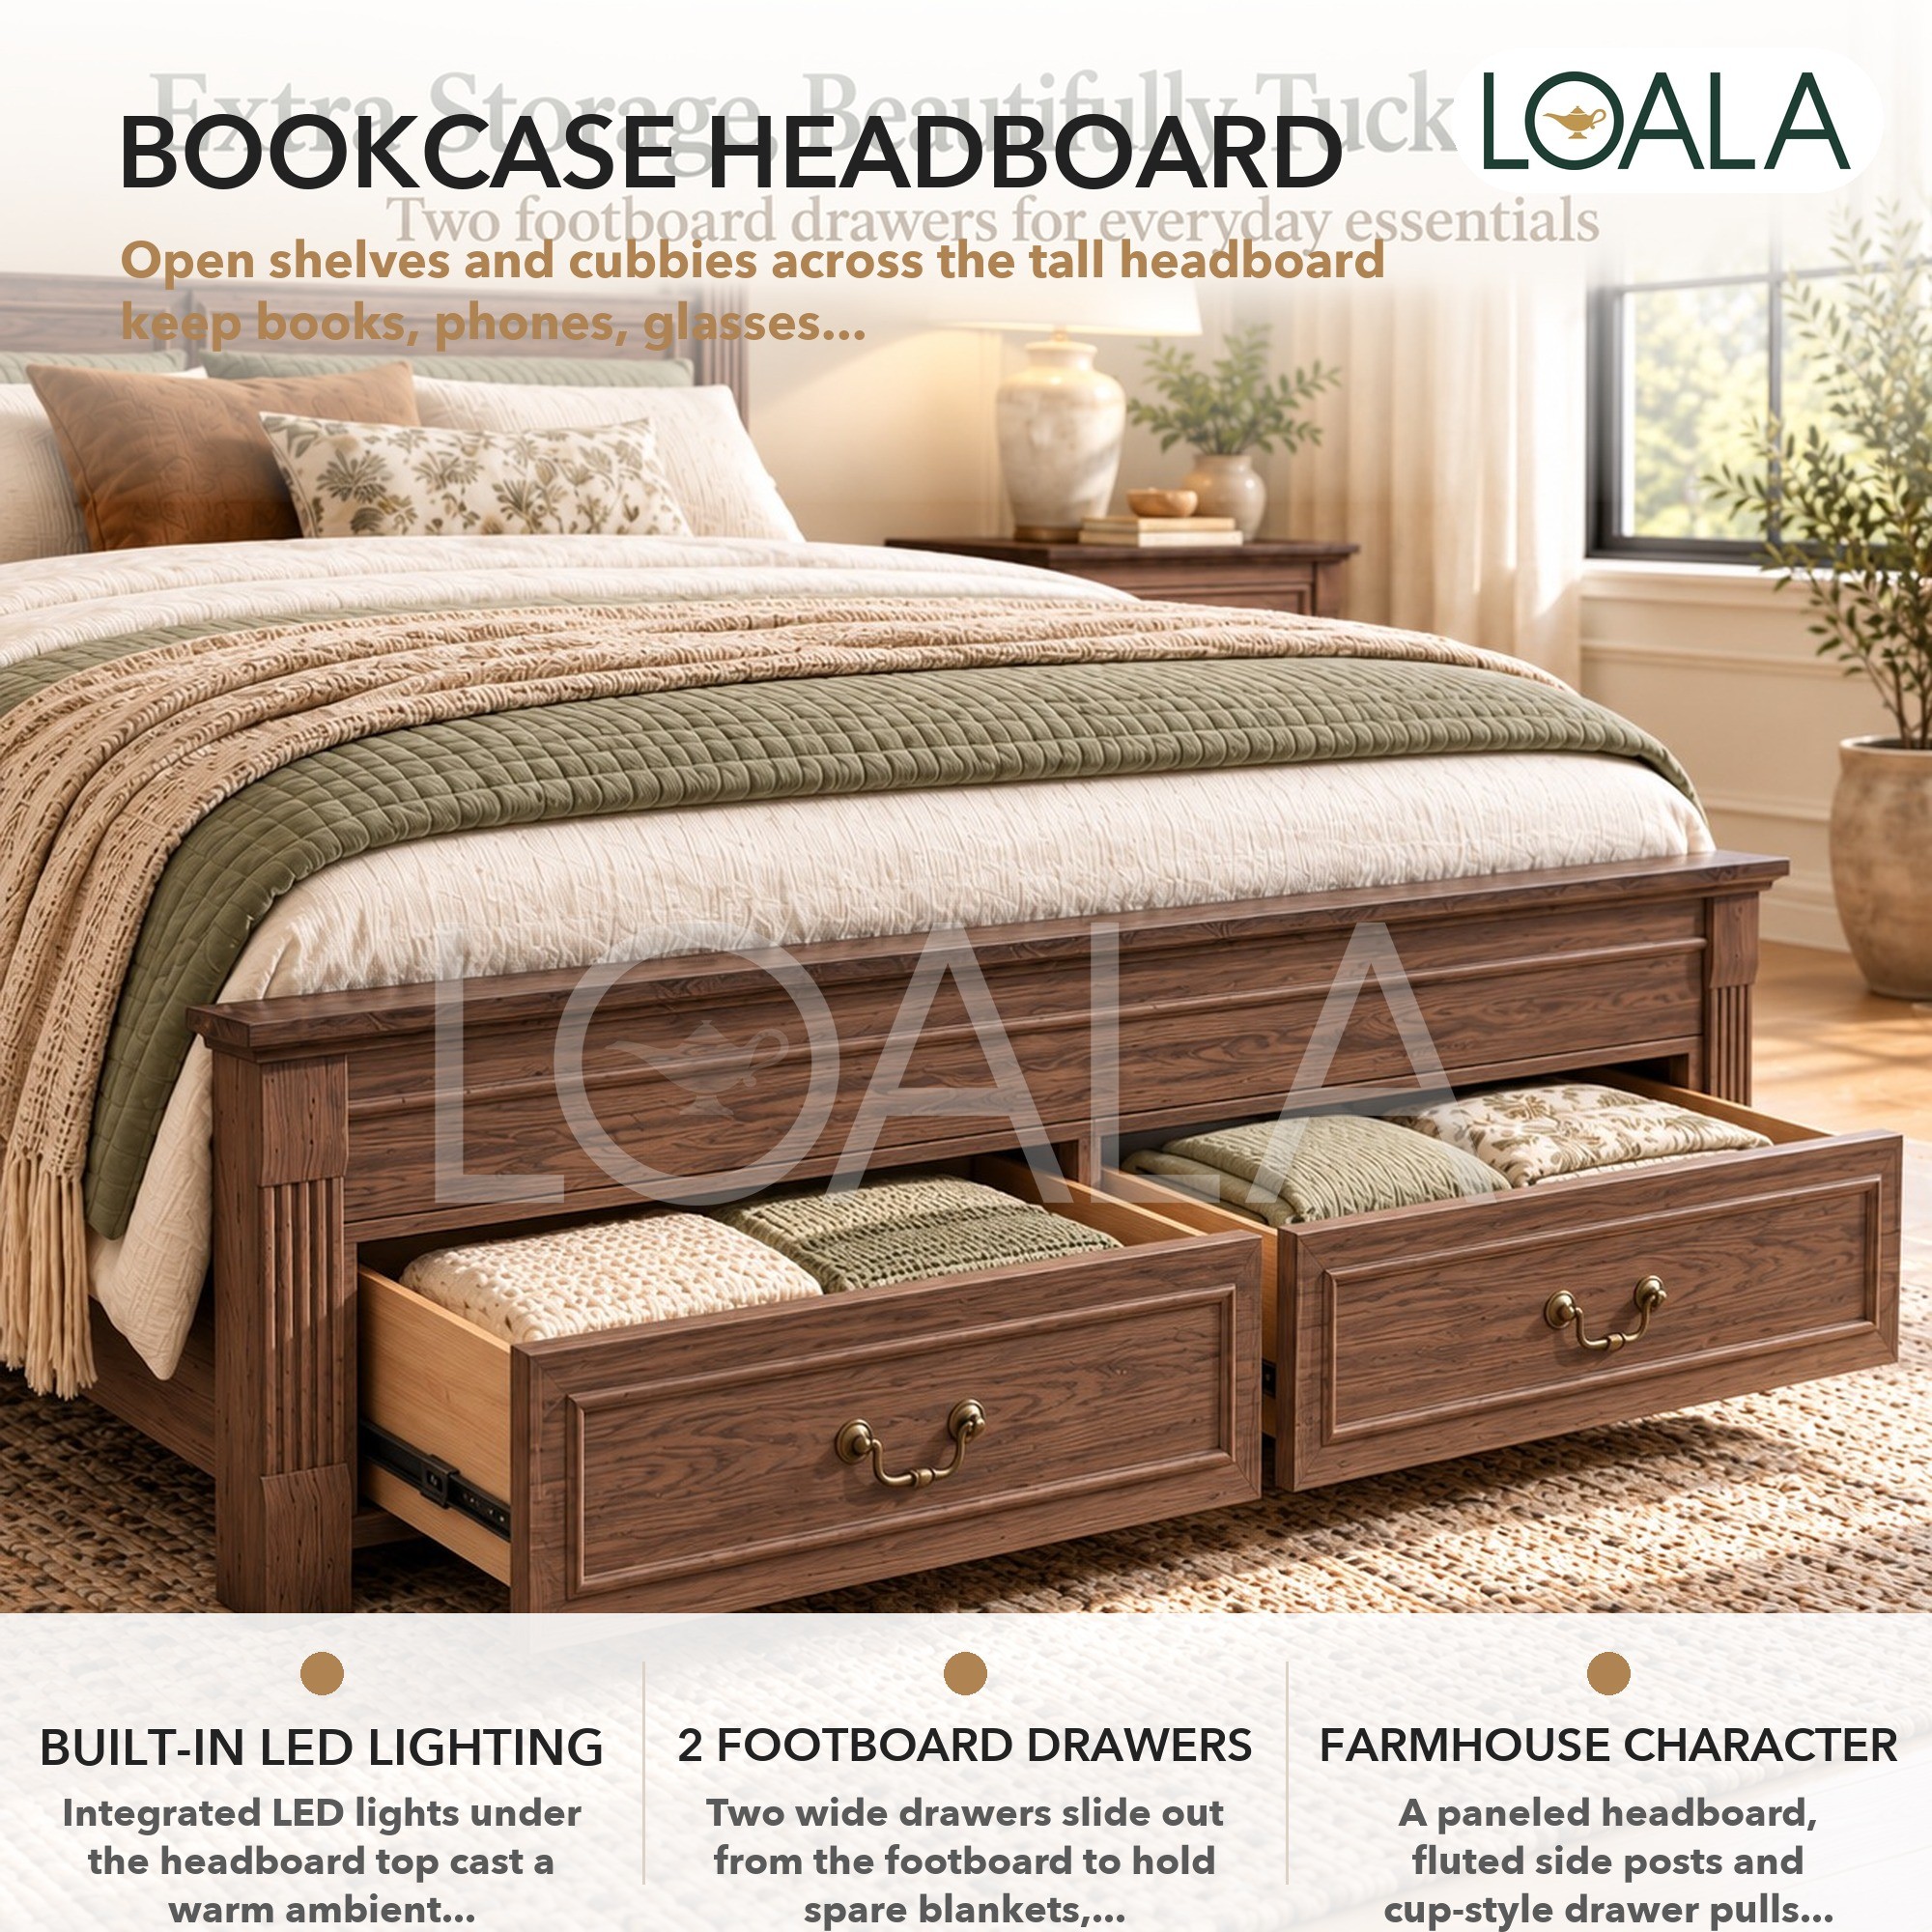 Extra Storage, Beautifully Tuck
BOOKCASE HEADBOARD
LOALA
Two footboard drawers for everyday essentials
Open shelves and cubbies across the tall headboard
keep books, phones, glasses...
LOALA
BUILT-IN LED LIGHTING
Integrated LED lights under
the headboard top cast a
warm ambient...
2 FOOTBOARD DRAWERS
Two wide drawers slide out
from the footboard to hold
spare blankets,...
FARMHOUSE CHARACTER
A paneled headboard,
fluted side posts and
cup-style drawer pulls...